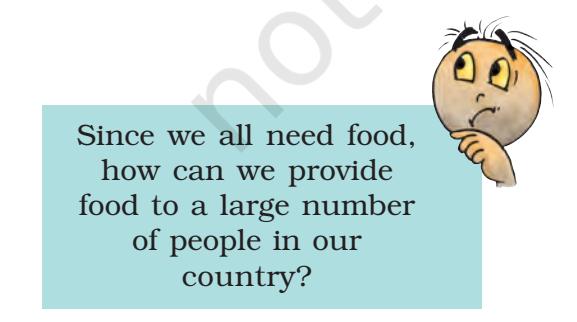 not
Since we all need food,
how can we provide
food to a large number
of people in our
country?